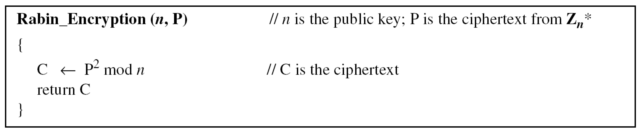 Rabin_Encryption (n, P) // n is the public key; P is the ciphertext from Zn*
{
C ← P² mod n // C is the ciphertext
return C
}